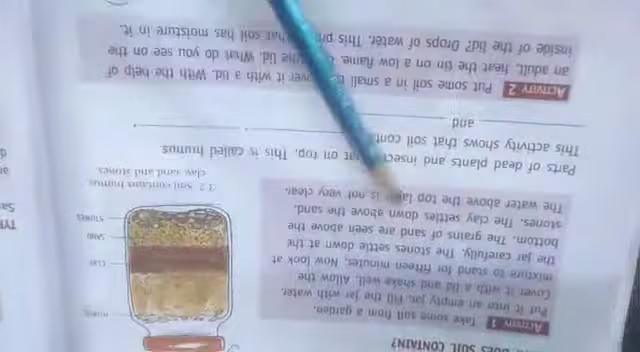 DOES SOIL CONTAIN?
ACTIVITY 1 Take some soil from a garden.
Put it into an empty jar. Fill the jar with water.
Cover it with a lid and shake well. Allow the
mixture to stand for fifteen minutes. Now look at
the jar carefully. The stones settle down at the
bottom. The grains of sand are seen above the
stones. The clay settles down above the sand.
The water above the top is not very clear.
HUMUS
CLAY
SAND
STONES
3.2 Soil contains humus
clay, sand and stones
Parts of dead plants and on top. This is called humus
This activity shows that soil
and
ACTIVITY 2 Put some soil in a small cover it with a lid. With the help of
an adult, heat the tin on a low flame. the lid. What do you see on the
inside of the lid? Drops of water. This that soil has moisture in it.
TYP
Sa